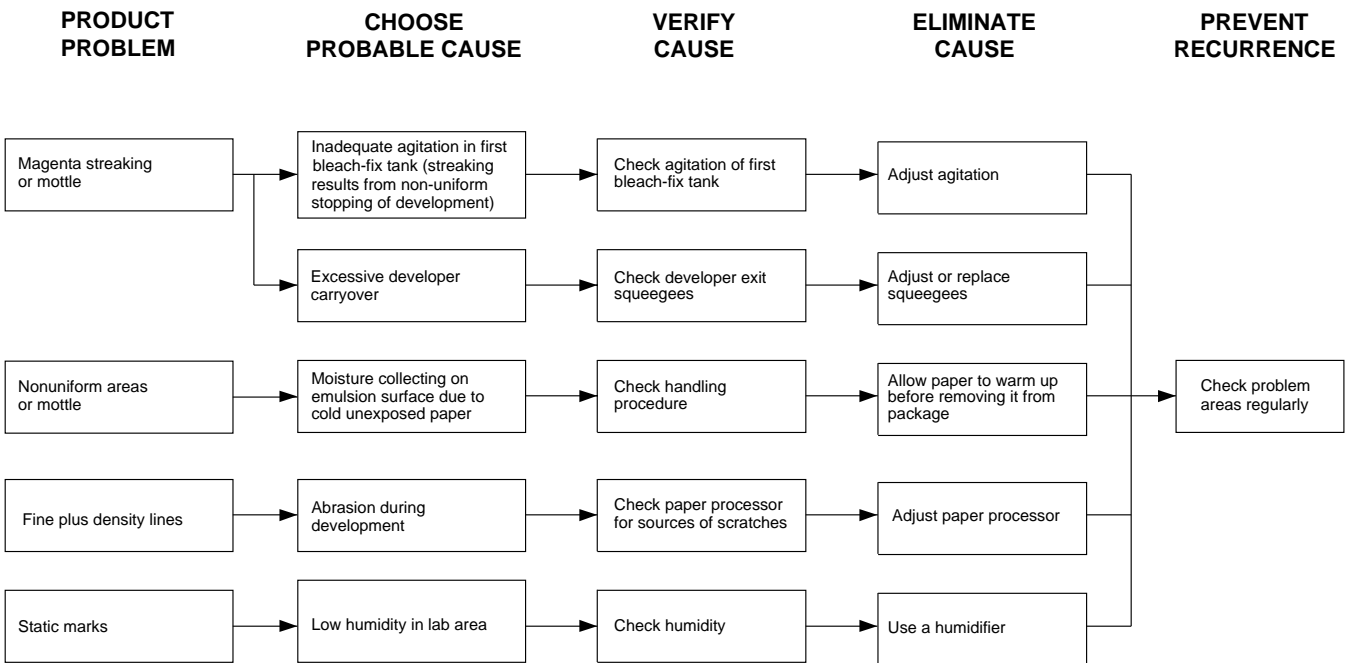 PRODUCT
PROBLEM
CHOOSE
PROBABLE CAUSE
VERIFY
CAUSE
ELIMINATE
CAUSE
PREVENT
RECURRENCE
Magenta streaking
or mottle
Inadequate agitation in first
bleach-fix tank (streaking
results from non-uniform
stopping of development)
Check agitation of first
bleach-fix tank
Adjust agitation
Excessive developer
carryover
Check developer exit
squeegees
Adjust or replace
squeegees
Nonuniform areas
or mottle
Moisture collecting on
emulsion surface due to
cold unexposed paper
Check handling
procedure
Allow paper to warm up
before removing it from
package
Check problem
areas regularly
Fine plus density lines
Abrasion during
development
Check paper processor
for sources of scratches
Adjust paper processor
Static marks
Low humidity in lab area
Check humidity
Use a humidifier